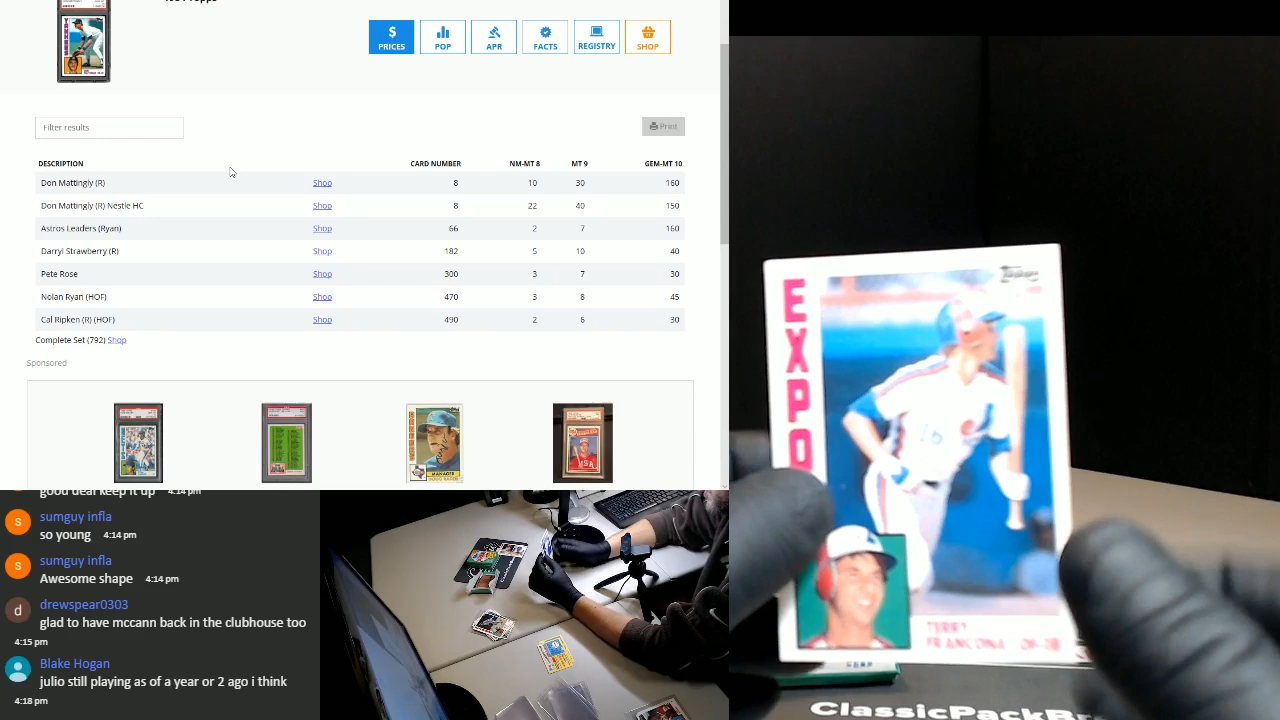 $ PRICES
POP
APR
FACTS
REGISTRY
SHOP
Filter results
Print
DESCRIPTION CARD NUMBER NM-MT 8 MT 9 GEM-MT 10
Don Mattingly (R) Shop 8 10 30 160
Don Mattingly (R) Nestle HC Shop 8 22 40 150
Astros Leaders (Ryan) Shop 66 2 7 160
Darryl Strawberry (R) Shop 182 5 10 40
Pete Rose Shop 300 3 7 30
Nolan Ryan (HOF) Shop 470 3 8 45
Cal Ripken (R) (HOF) Shop 490 2 6 30
Complete Set (792) Shop
Sponsored
MANAGER
USA
good deal keep it up 4:14 pm
S sumguy infla
so young 4:14 pm
S sumguy infla
Awesome shape 4:14 pm
d drewspear0303
glad to have mccann back in the clubhouse too
4:15 pm
Blake Hogan
julio still playing as of a year or 2 ago i think
4:18 pm
EXPO
Topps
16
TERRY
FRANCONA OF-1B
ClassicPackBr